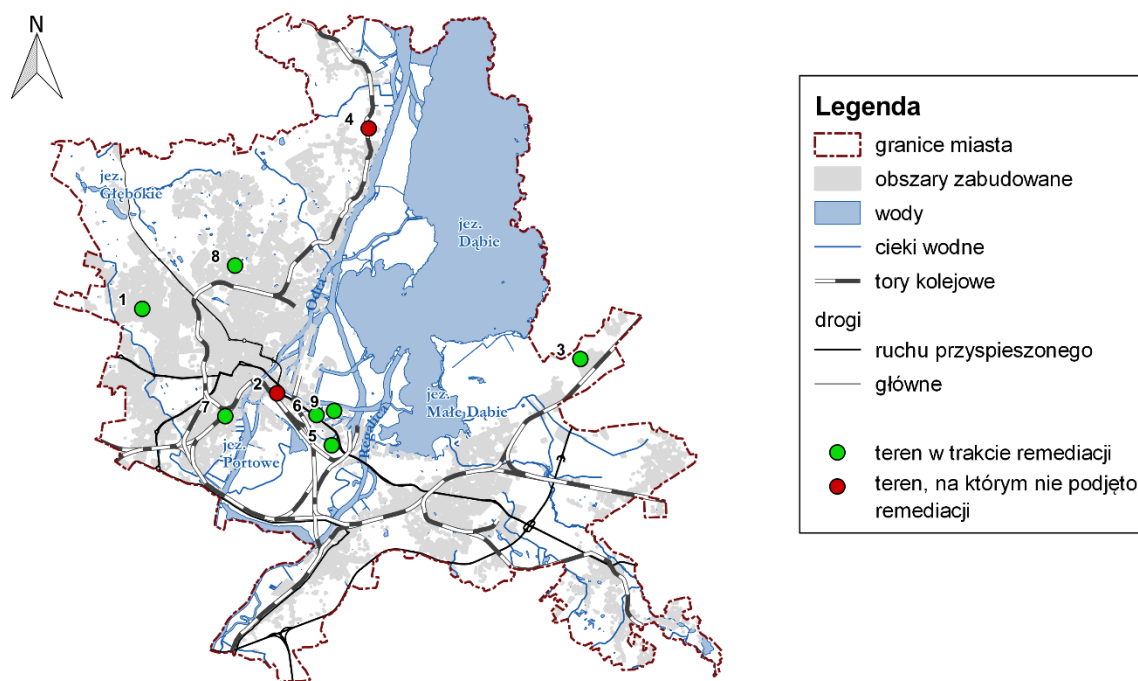 N
4
jez.
Głębokie
jez.
Dąbie
8
1
Odra
3
2
6
9
jez.
Małe Dąbie
7
5
Regalica
jez.
Portowe
Legenda
granice miasta
obszary zabudowane
wody
cieki wodne
tory kolejowe
drogi
ruchu przyspieszonego
główne
teren w trakcie remediacji
teren, na którym nie podjęto
remediacji